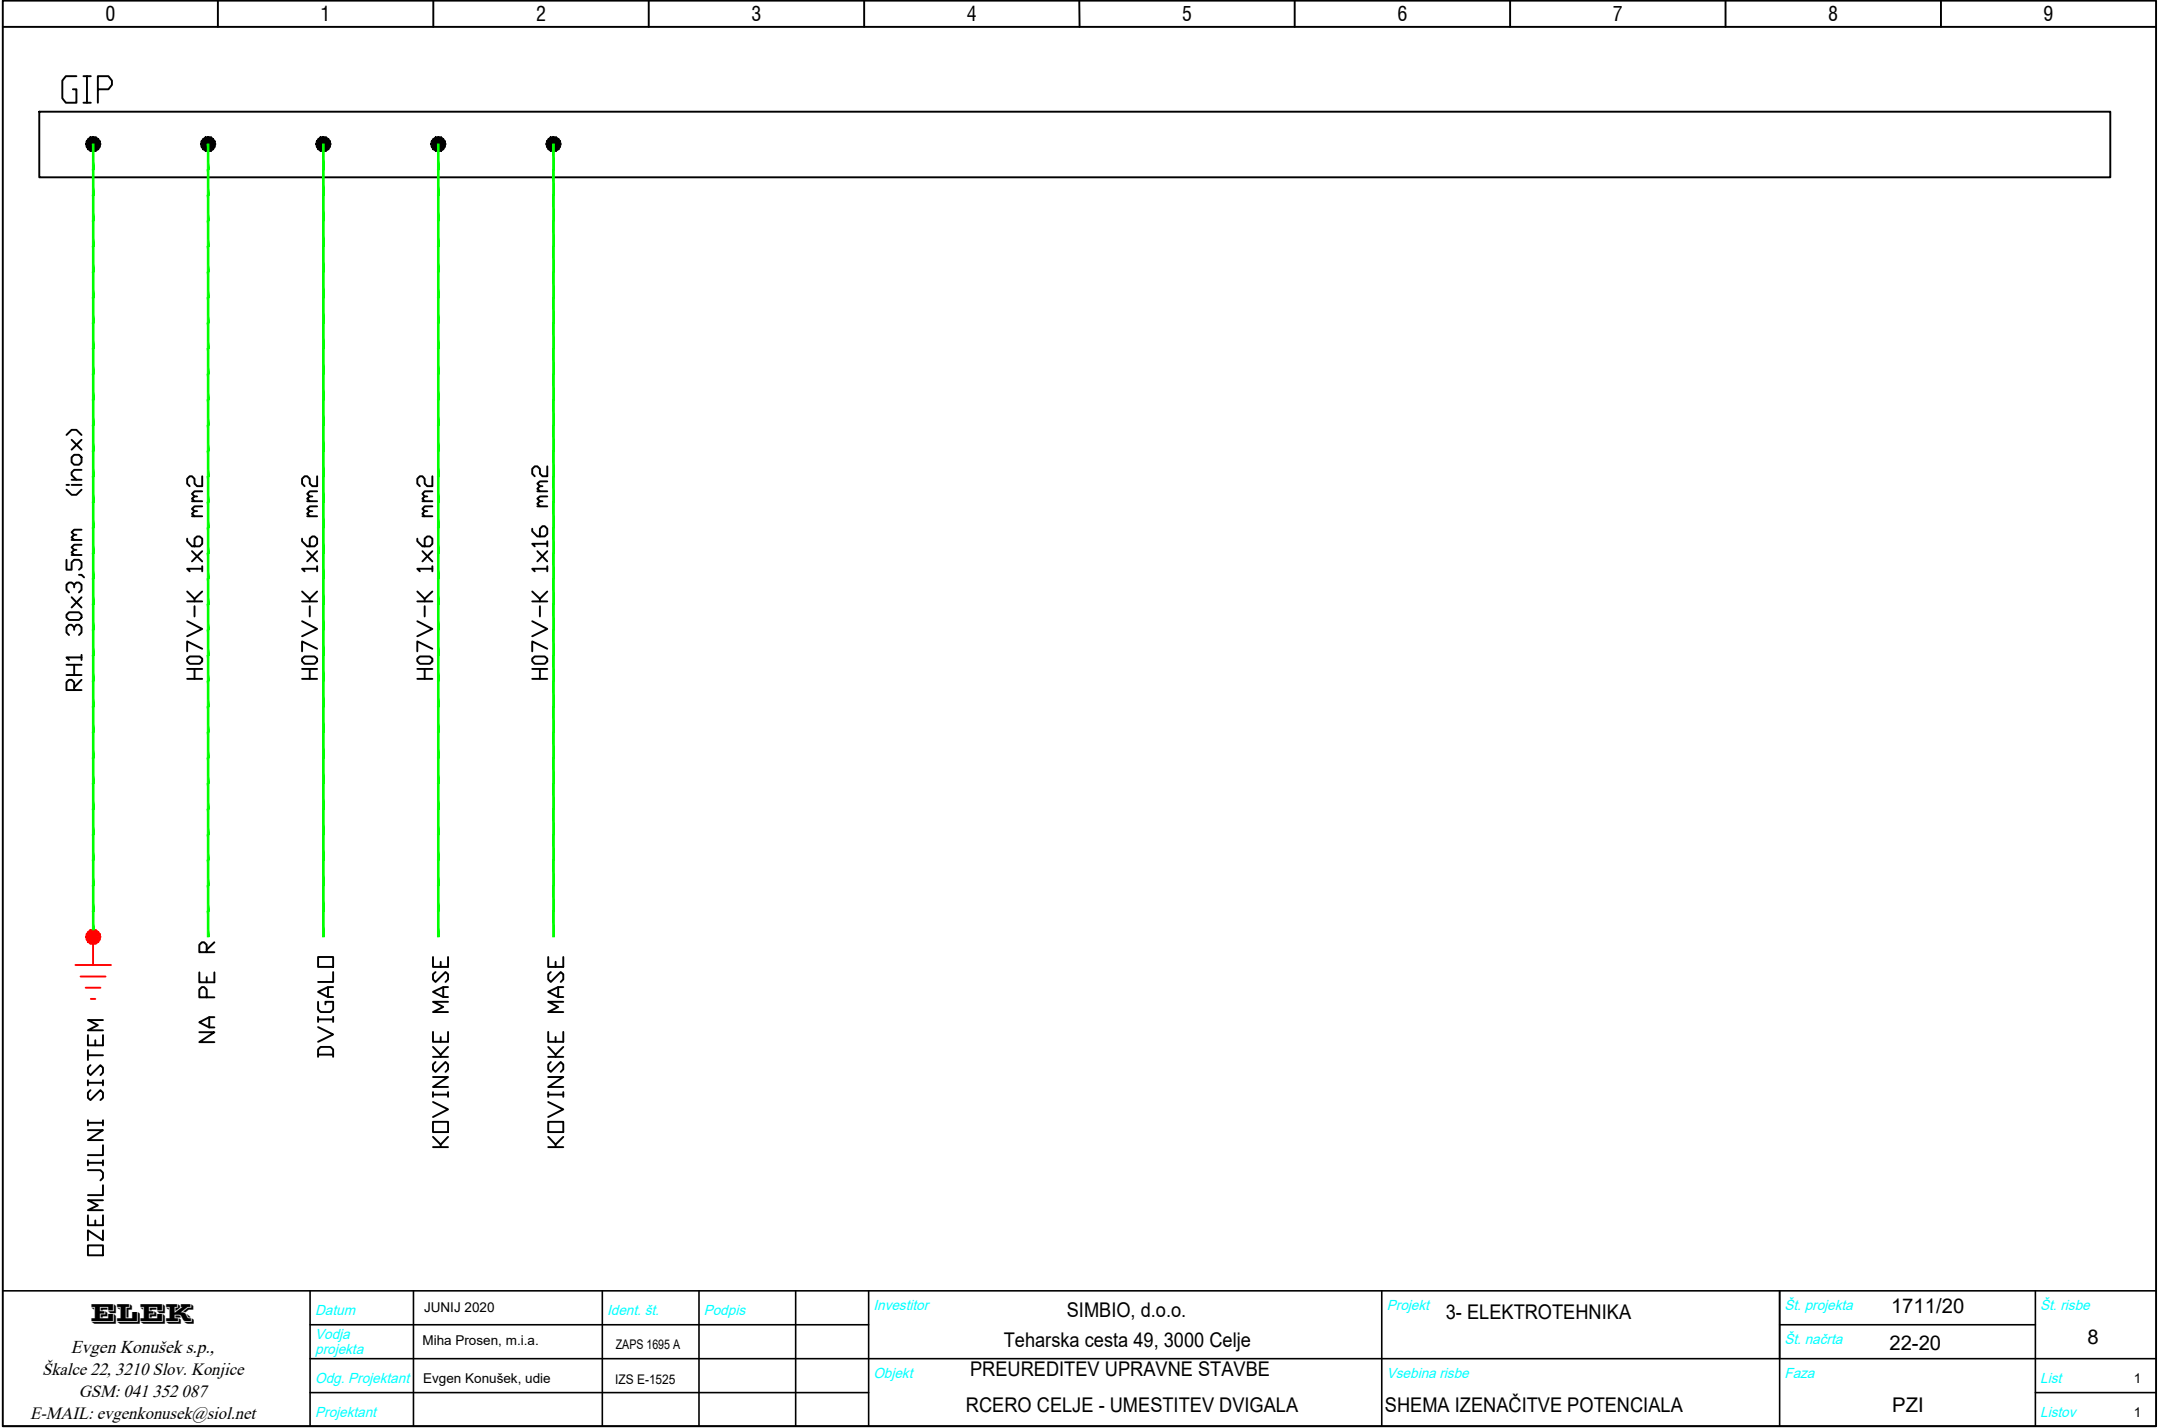 0 1 2 3 4 5 6 7 8 9
GIP
RH1 30x3,5mm (inox)
H07V-K 1x6 mm2
H07V-K 1x6 mm2
H07V-K 1x6 mm2
H07V-K 1x16 mm2
OZEMLJILNI SISTEM
NA PE R
DVIGALO
KOVINSKE MASE
KOVINSKE MASE
ELEK
Evgen Konušek s.p.,
Škalce 22, 3210 Slov. Konjice
GSM: 041 352 087
E-MAIL: evgenkonusek@siol.net
Datum JUNIJ 2020 Ident. št. Podpis
Vodja projekta Miha Prosen, m.i.a. ZAPS 1695 A
Odg. Projektant Evgen Konušek, udie IZS E-1525
Projektant
Investitor SIMBIO, d.o.o.
Teharska cesta 49, 3000 Celje
Objekt PREUREDITEV UPRAVNE STAVBE
RCERO CELJE - UMESTITEV DVIGALA
Projekt 3- ELEKTROTEHNIKA
Vsebina risbe
SHEMA IZENAČITVE POTENCIALA
Št. projekta 1711/20
Št. načrta 22-20
Faza
PZI
Št. risbe
8
List 1
Listov 1